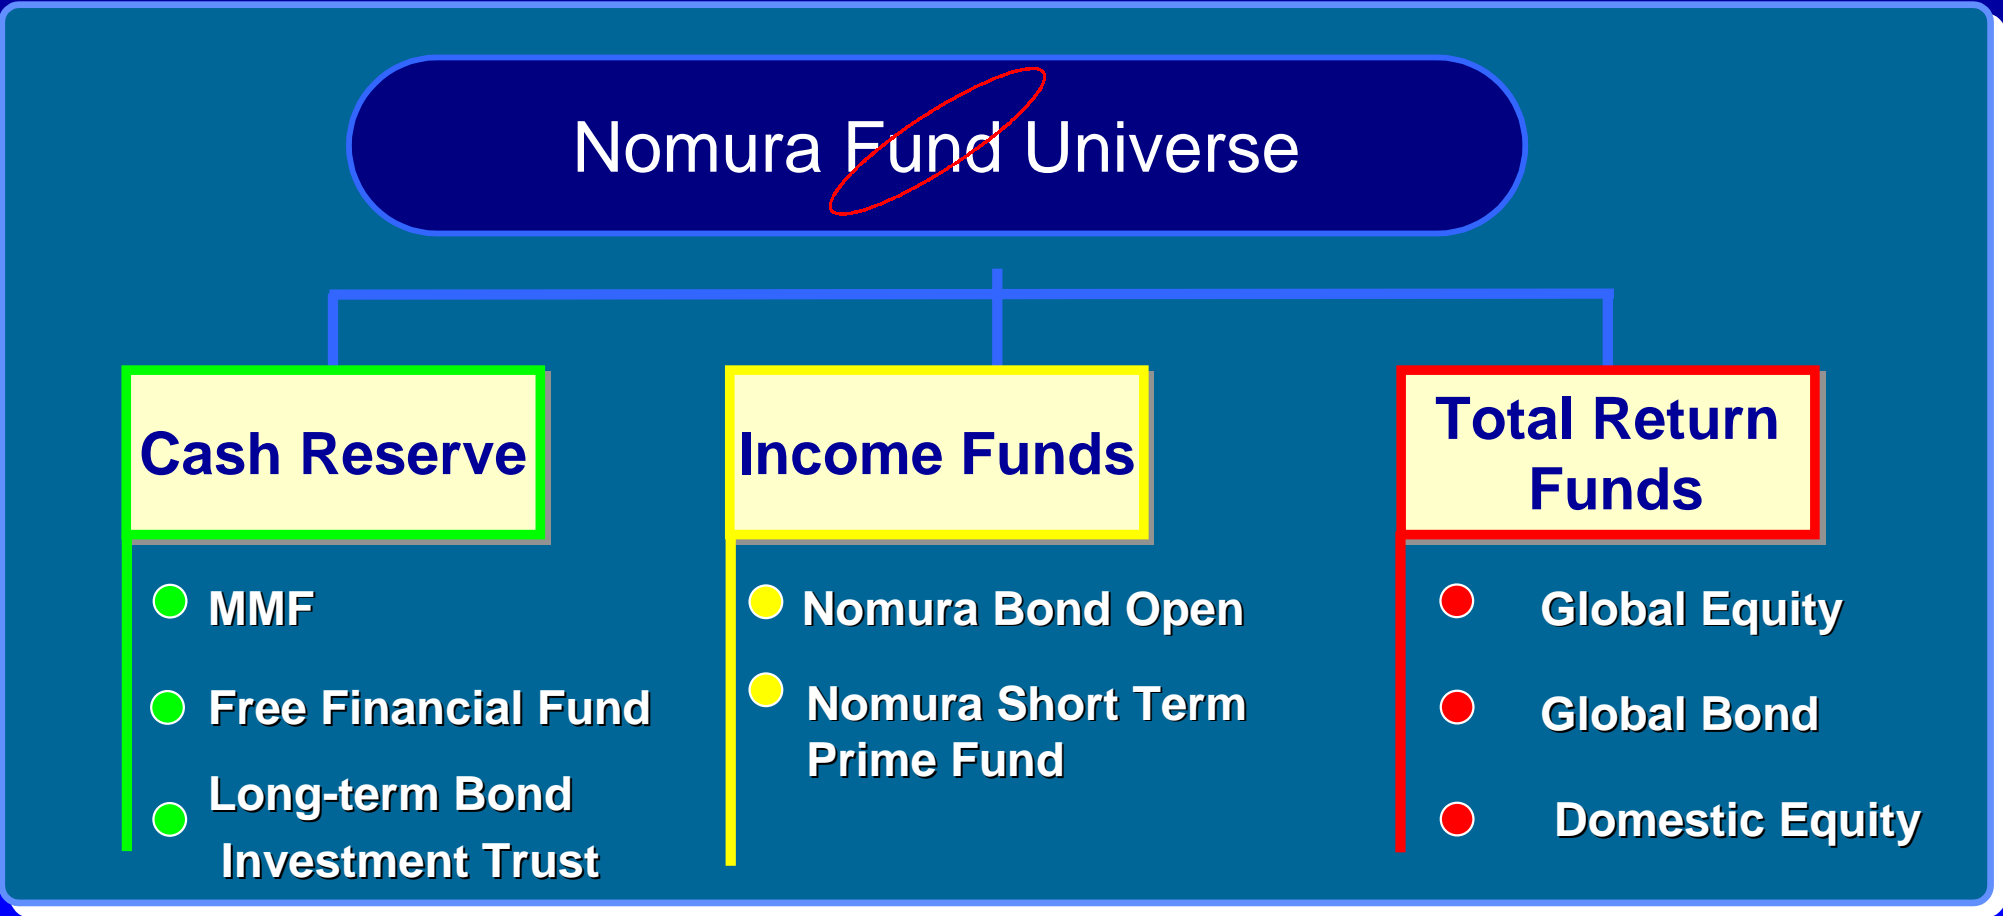 Nomura Fund Universe
Cash Reserve
MMF
Free Financial Fund
Long-term Bond
Investment Trust
Income Funds
Nomura Bond Open
Nomura Short Term
Prime Fund
Total Return
Funds
Global Equity
Global Bond
Domestic Equity